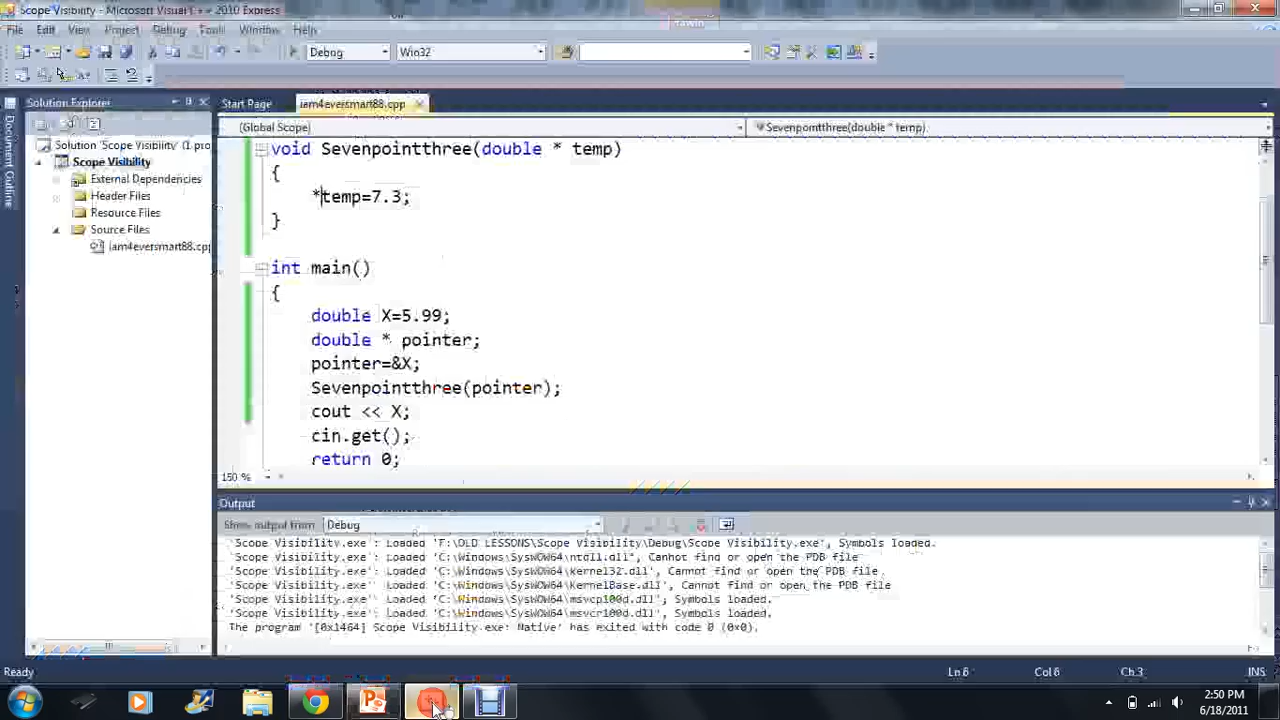 Scope Visibility - Microsoft Visual C++ 2010 Express
File Edit View Project Debug Tools Window Help
Debug Win32
Solution Explorer
Start Page iam4eversmart88.cpp
Document Outline
(Global Scope) Sevenpointthree(double * temp)
Solution 'Scope Visibility' (1 pro
Scope Visibility
External Dependencies
Header Files
Resource Files
Source Files
iam4eversmart88.cpp
void Sevenpointthree(double * temp)
{
*temp=7.3;
}
int main()
{
double X=5.99;
double * pointer;
pointer=&X;
Sevenpointthree(pointer);
cout << X;
cin.get();
return 0;
150 %
Output
Show output from: Debug
'Scope Visibility.exe': Loaded 'F:\OLD LESSONS\Scope Visibility\Debug\Scope Visibility.exe', Symbols loaded.
'Scope Visibility.exe': Loaded 'C:\Windows\SysWOW64\ntdll.dll', Cannot find or open the PDB file
'Scope Visibility.exe': Loaded 'C:\Windows\SysWOW64\kernel32.dll', Cannot find or open the PDB file
'Scope Visibility.exe': Loaded 'C:\Windows\SysWOW64\KernelBase.dll', Cannot find or open the PDB file
'Scope Visibility.exe': Loaded 'C:\Windows\SysWOW64\msvcp100d.dll', Symbols loaded.
'Scope Visibility.exe': Loaded 'C:\Windows\SysWOW64\msvcr100d.dll', Symbols loaded.
The program '[0x1464] Scope Visibility.exe: Native' has exited with code 0 (0x0).
Ready Ln 6 Col 6 Ch 3 INS
2:50 PM
6/18/2011